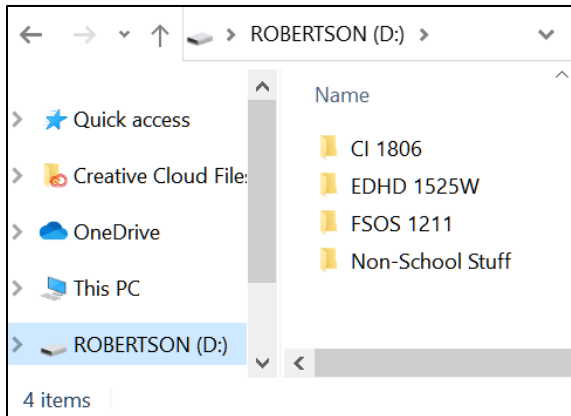 ROBERTSON (D:)
Name
Quick access
Creative Cloud File
OneDrive
This PC
ROBERTSON (D:)
CI 1806
EDHD 1525W
FSOS 1211
Non-School Stuff
4 items